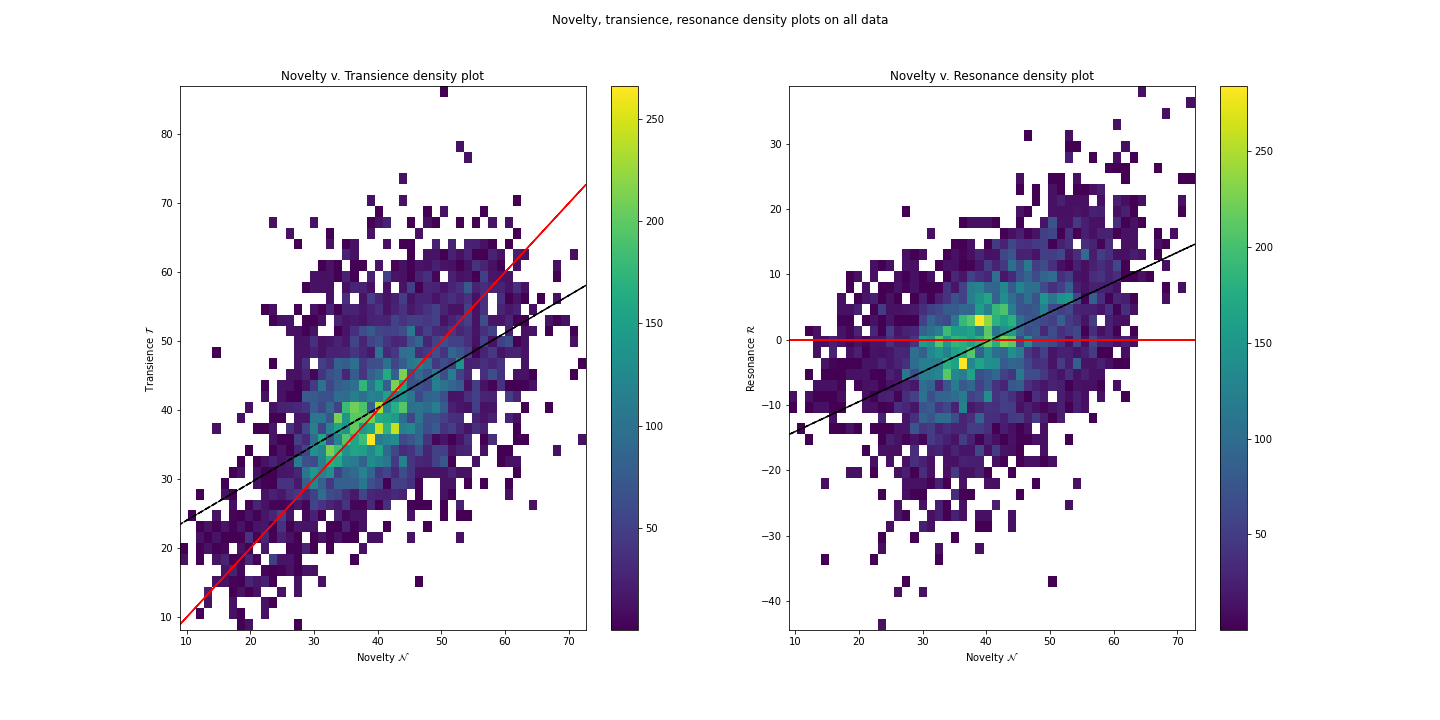 Novelty, transience, resonance density plots on all data
Novelty v. Transience density plot
80
70
60
50
40
30
20
10
Transience 𝒯
10 20 30 40 50 60 70
Novelty 𝒩
250
200
150
100
50
Novelty v. Resonance density plot
30
20
10
0
−10
−20
−30
−40
Resonance ℛ
10 20 30 40 50 60 70
Novelty 𝒩
250
200
150
100
50